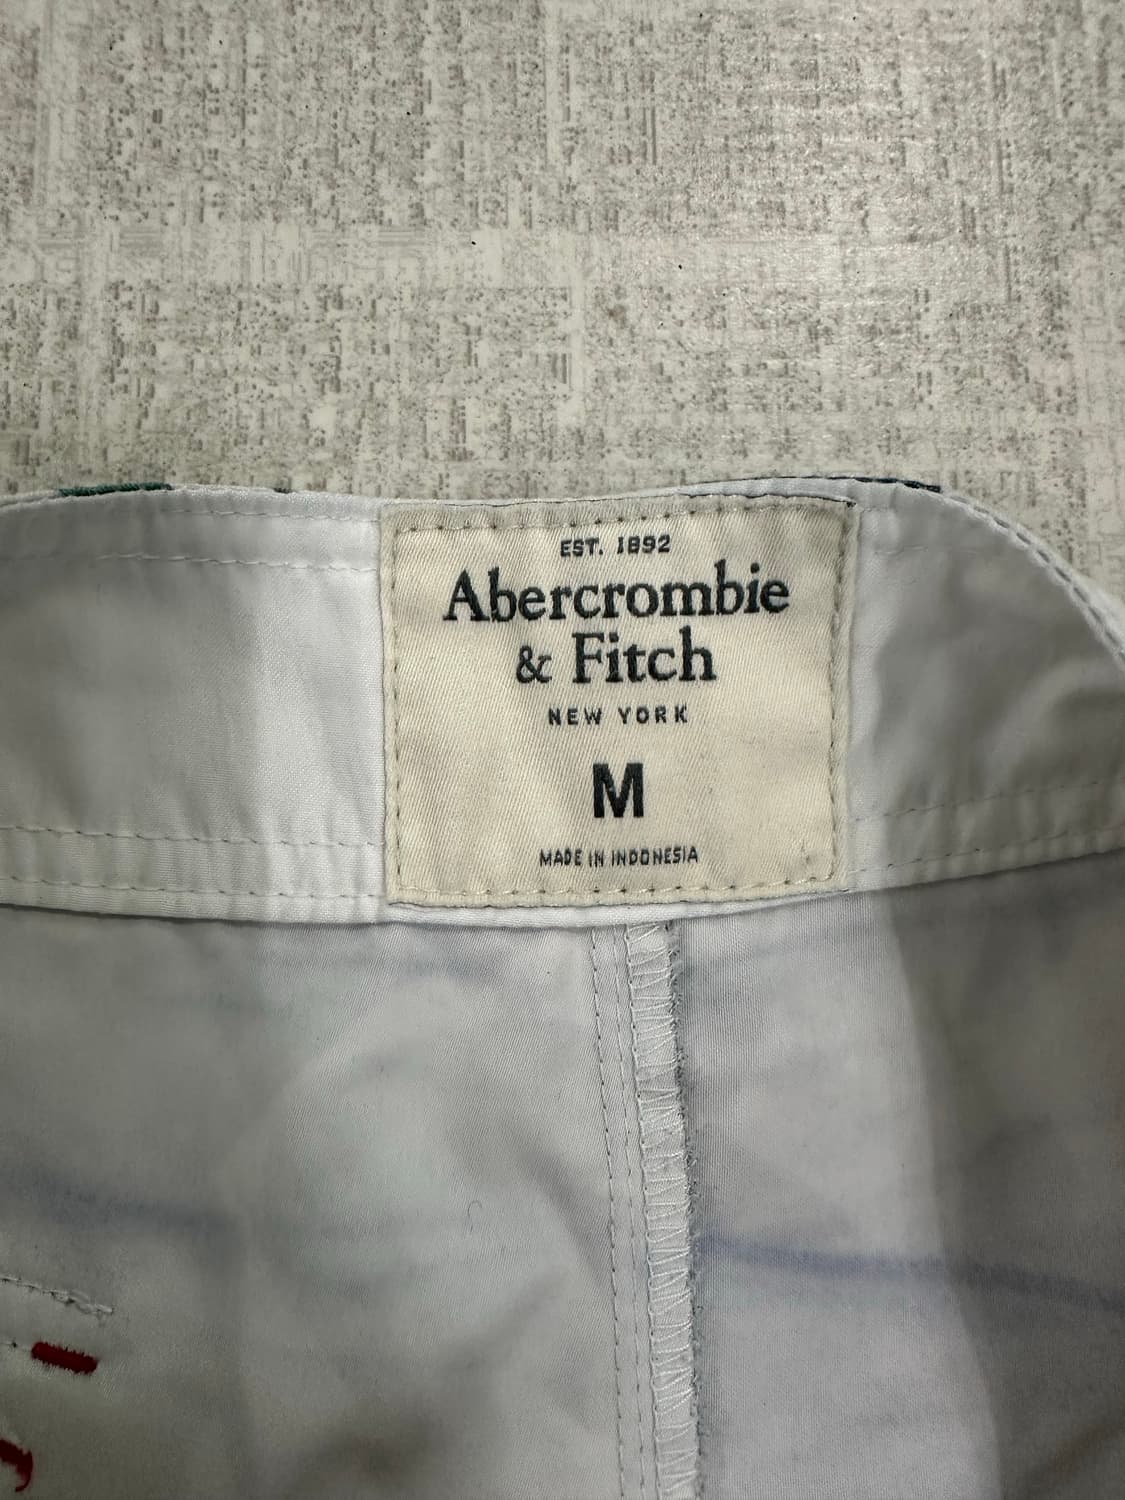 EST. 1892
Abercrombie
& Fitch
NEW YORK
M
MADE IN INDONESIA